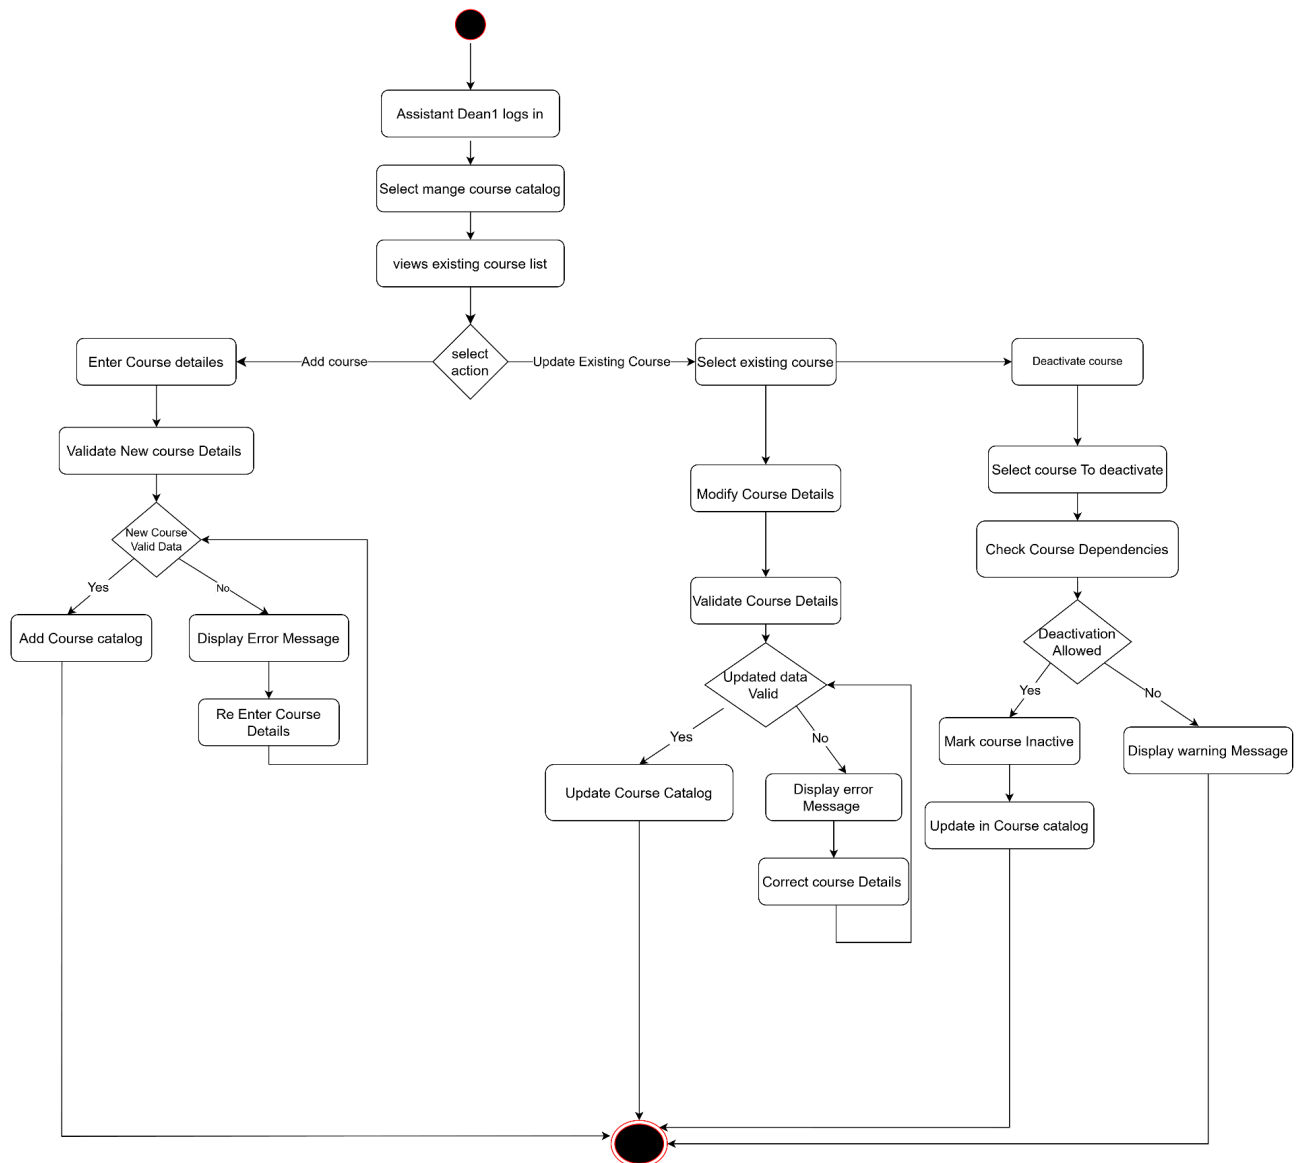 Assistant Dean1 logs in
Select mange course catalog
views existing course list
select
action
Add course
Update Existing Course
Enter Course detailes
Select existing course
Deactivate course
Validate New course Details
New Course
Valid Data
Yes
No
Add Course catalog
Display Error Message
Re Enter Course
Details
Modify Course Details
Validate Course Details
Updated data
Valid
Yes
No
Update Course Catalog
Display error
Message
Correct course Details
Select course To deactivate
Check Course Dependencies
Deactivation
Allowed
Yes
No
Mark course Inactive
Display warning Message
Update in Course catalog